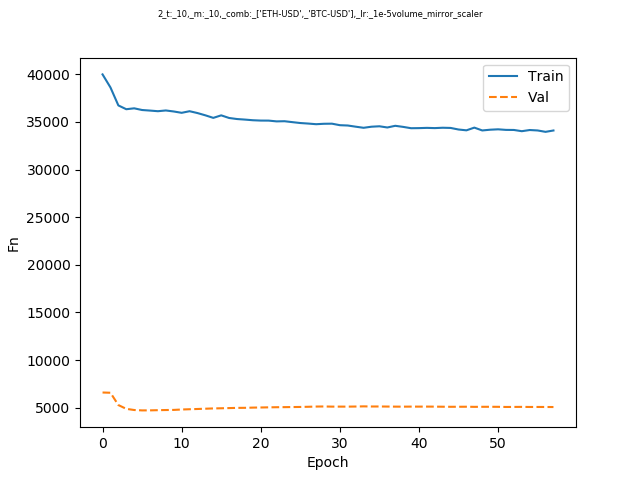 2_t:_10,_m:_10,_comb:_['ETH-USD',_'BTC-USD'],_lr:_1e-5volume_mirror_scaler
Train
Val
40000
35000
30000
25000
20000
15000
10000
5000
Fn
0 10 20 30 40 50
Epoch